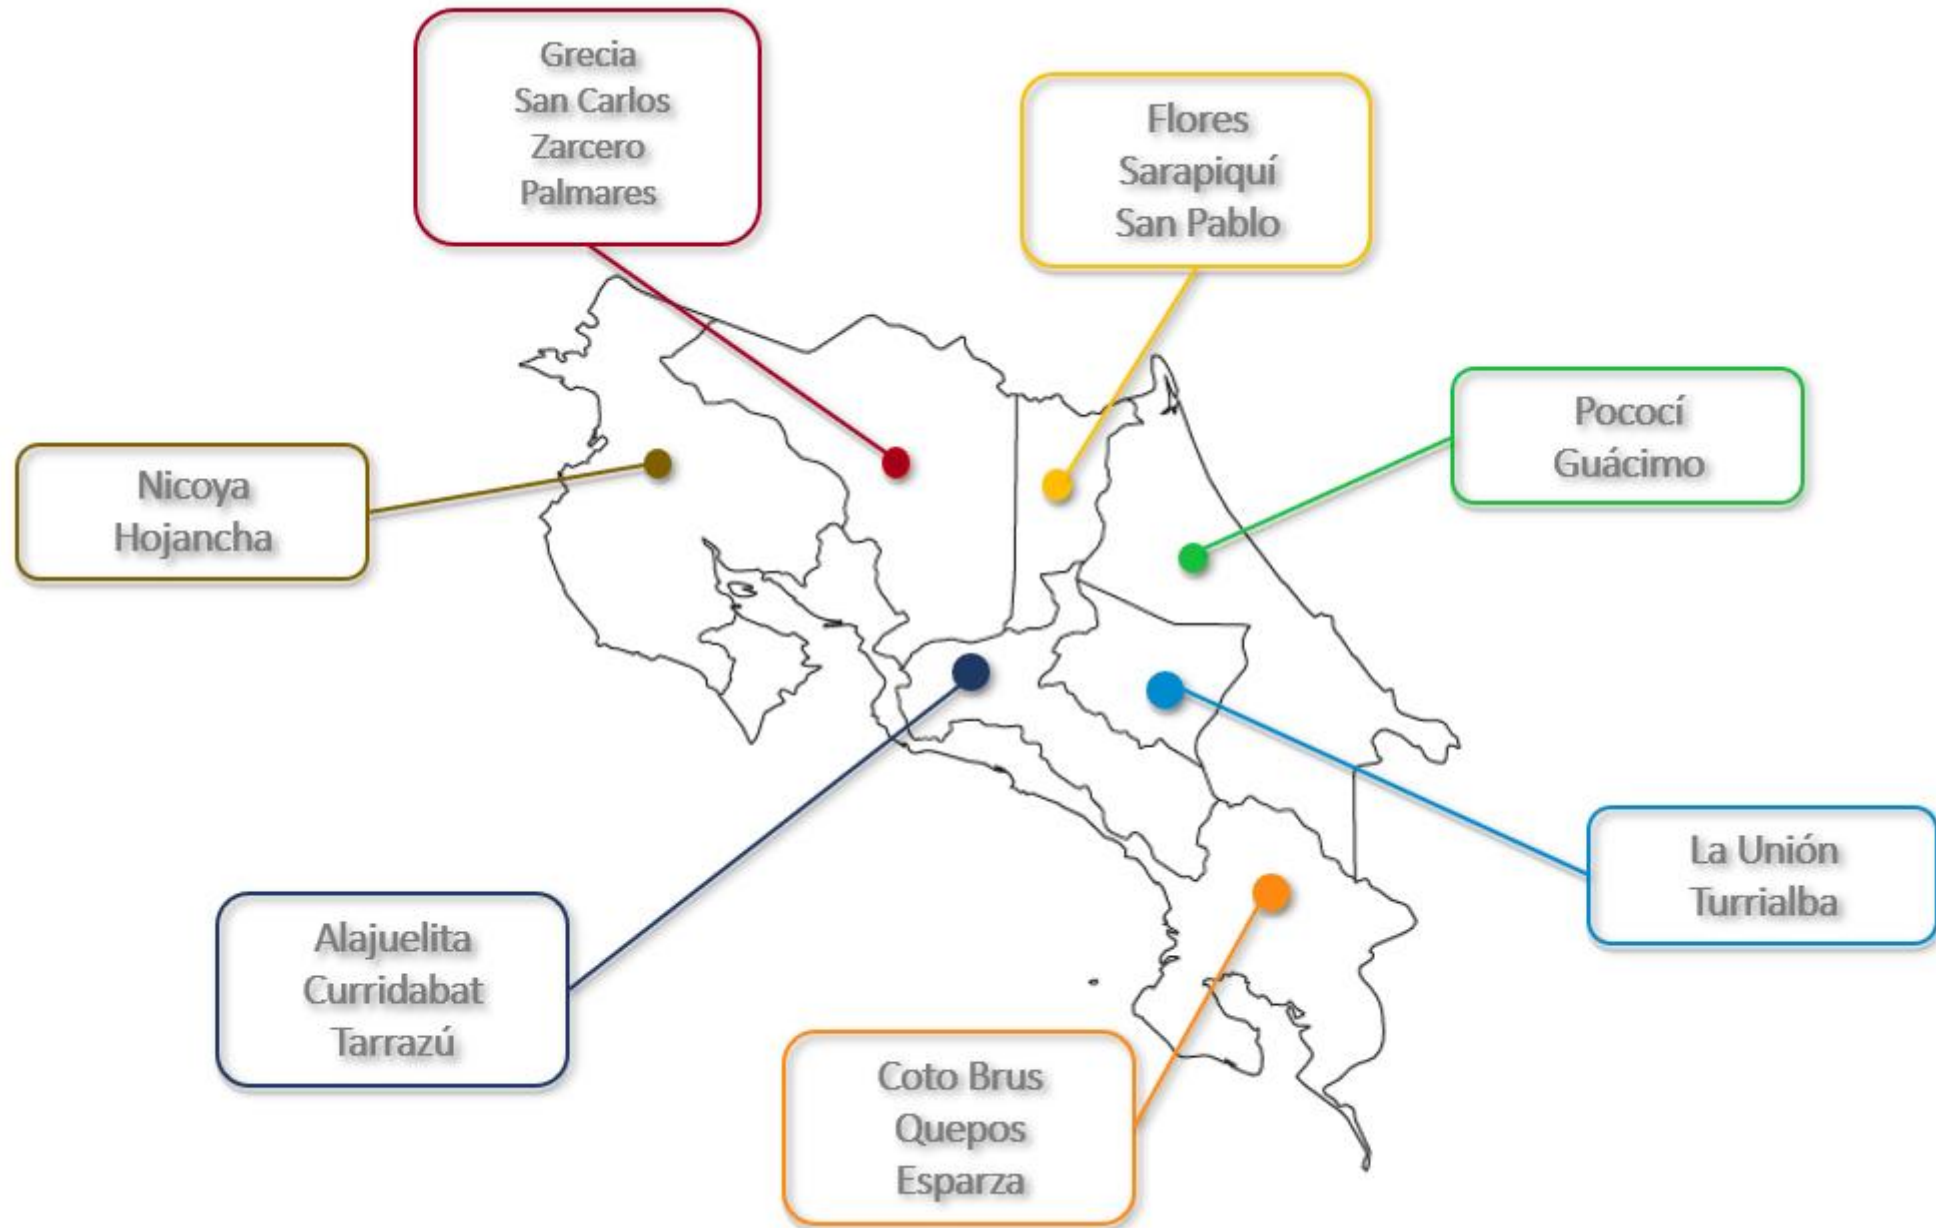 Grecia
San Carlos
Zarcero
Palmares
Flores
Sarapiquí
San Pablo
Pococí
Guácimo
Nicoya
Hojancha
La Unión
Turrialba
Alajuelita
Curridabat
Tarrazú
Coto Brus
Quepos
Esparza